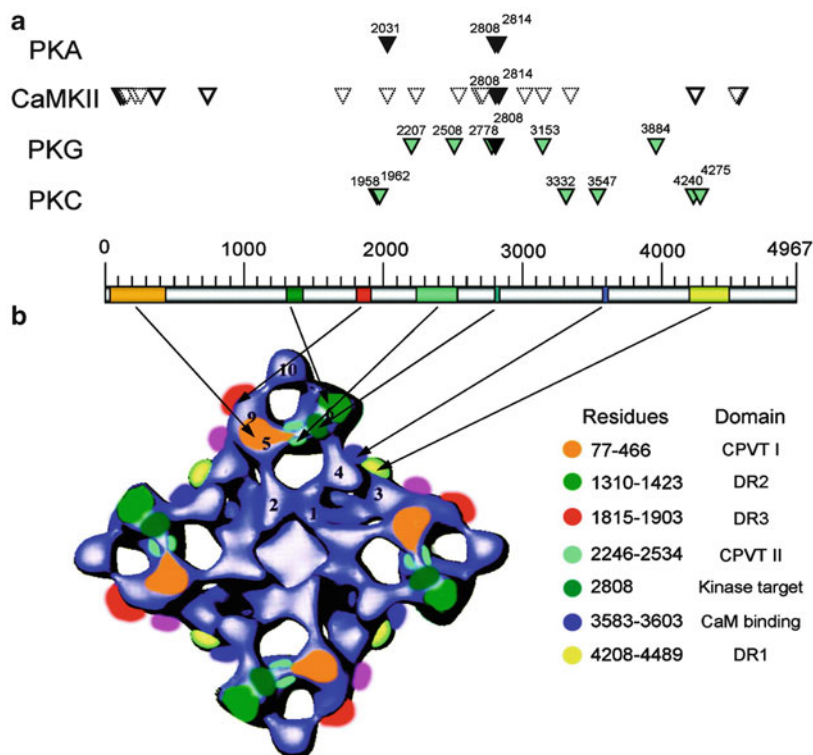 a
2031 2808 2814
PKA
2808 2814
CaMKII
2808
2207 2508 2778 3153 3884
PKG
1958 1962 3332 3547 4240 4275
PKC
0 1000 2000 3000 4000 4967
b
10
9
5
4
3
2
1
Residues Domain
77-466 CPVT I
1310-1423 DR2
1815-1903 DR3
2246-2534 CPVT II
2808 Kinase target
3583-3603 CaM binding
4208-4489 DR1